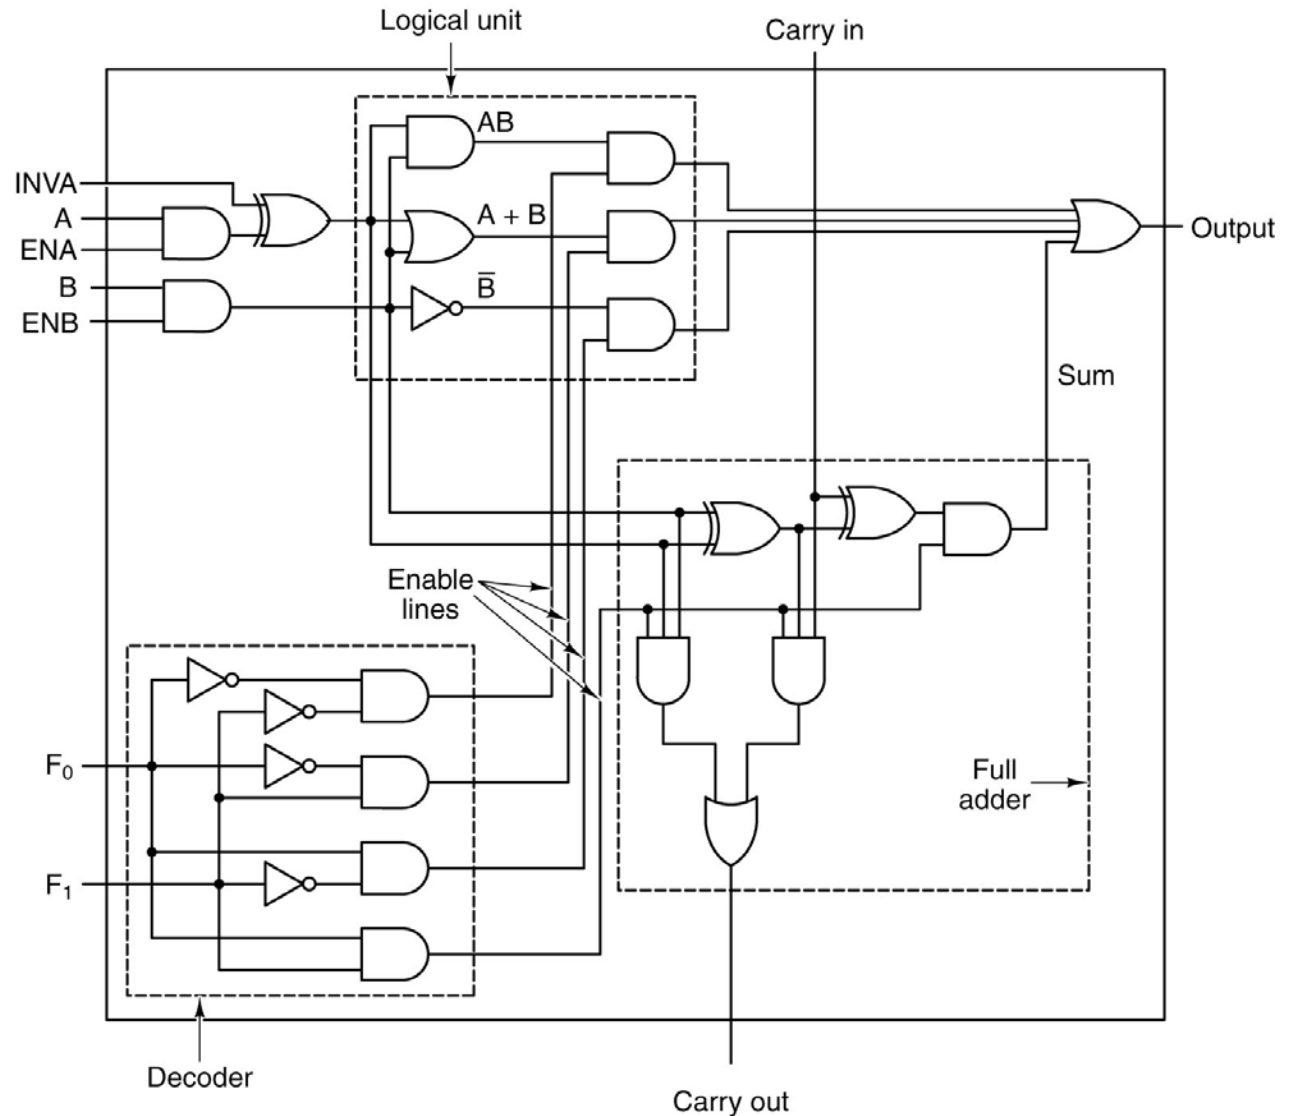 Logical unit
Carry in
AB
INVA
A
ENA
A + B
Output
B
B̅
ENB
Sum
Enable
lines
F₀
Full
adder
F₁
Decoder
Carry out